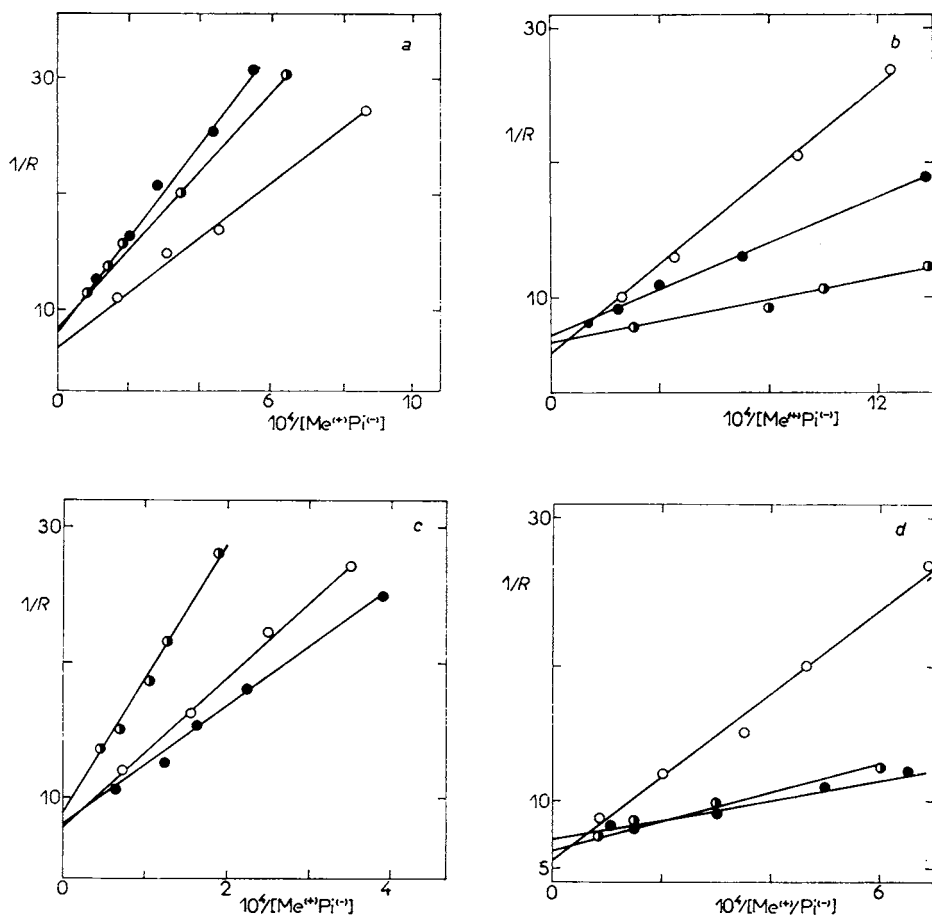 a
30
1/R
10
0 6 10
10⁴/[Me⁽⁺⁾Pi⁽⁻⁾]
b
30
1/R
10
0 12
10⁴/[Me⁽⁺⁾Pi⁽⁻⁾]
c
30
1/R
10
0 2 4
10⁴/[Me⁽⁺⁾Pi⁽⁻⁾]
d
30
1/R
10
5
0 6
10⁴/[Me⁽⁺⁾/Pi⁽⁻⁾]